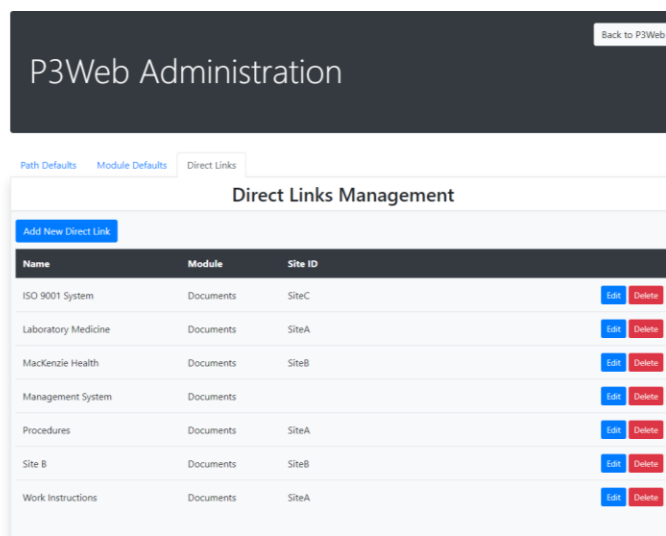 Back to P3Web
P3Web Administration
Path Defaults Module Defaults Direct Links
Direct Links Management
Add New Direct Link
Name Module Site ID
ISO 9001 System Documents SiteC Edit Delete
Laboratory Medicine Documents SiteA Edit Delete
MacKenzie Health Documents SiteB Edit Delete
Management System Documents Edit Delete
Procedures Documents SiteA Edit Delete
Site B Documents SiteB Edit Delete
Work Instructions Documents SiteA Edit Delete